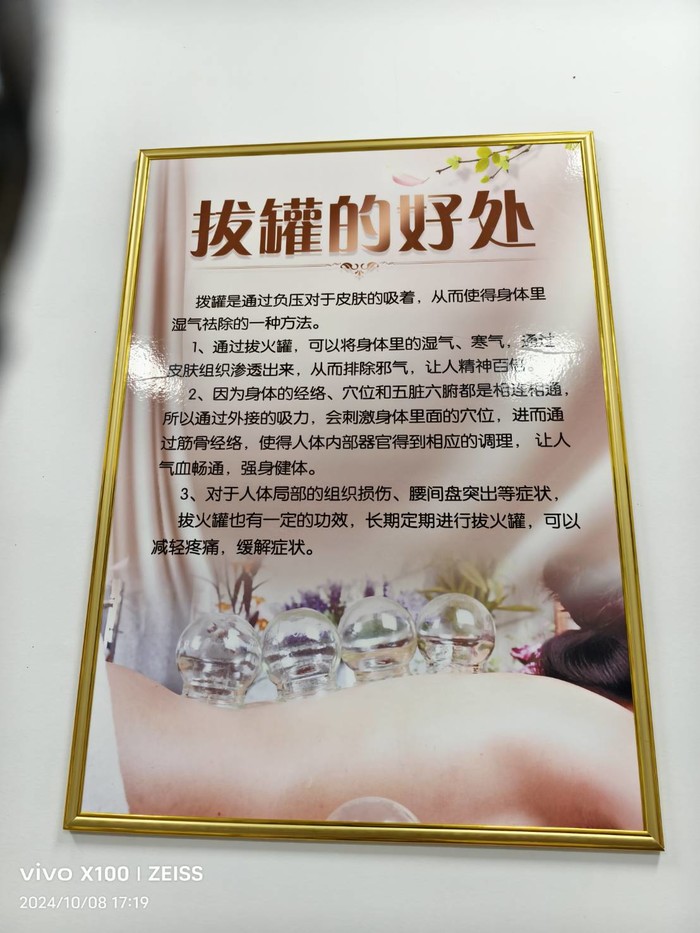 拔罐的好处
拔罐是通过负压对于皮肤的吸着，从而使得身体里
湿气祛除的一种方法。
1、通过拔火罐，可以将身体里的湿气、寒气，通过
皮肤组织渗透出来，从而排除邪气，让人精神百倍。
2、因为身体的经络、穴位和五脏六腑都是相连相通，
所以通过外接的吸力，会刺激身体里面的穴位，进而通
过筋骨经络，使得人体内部器官得到相应的调理， 让人
气血畅通，强身健体。
3、对于人体局部的组织损伤、腰间盘突出等症状，
拔火罐也有一定的功效，长期定期进行拔火罐，可以
减轻疼痛，缓解症状。
vivo X100 | ZEISS
2024/10/08 17:19